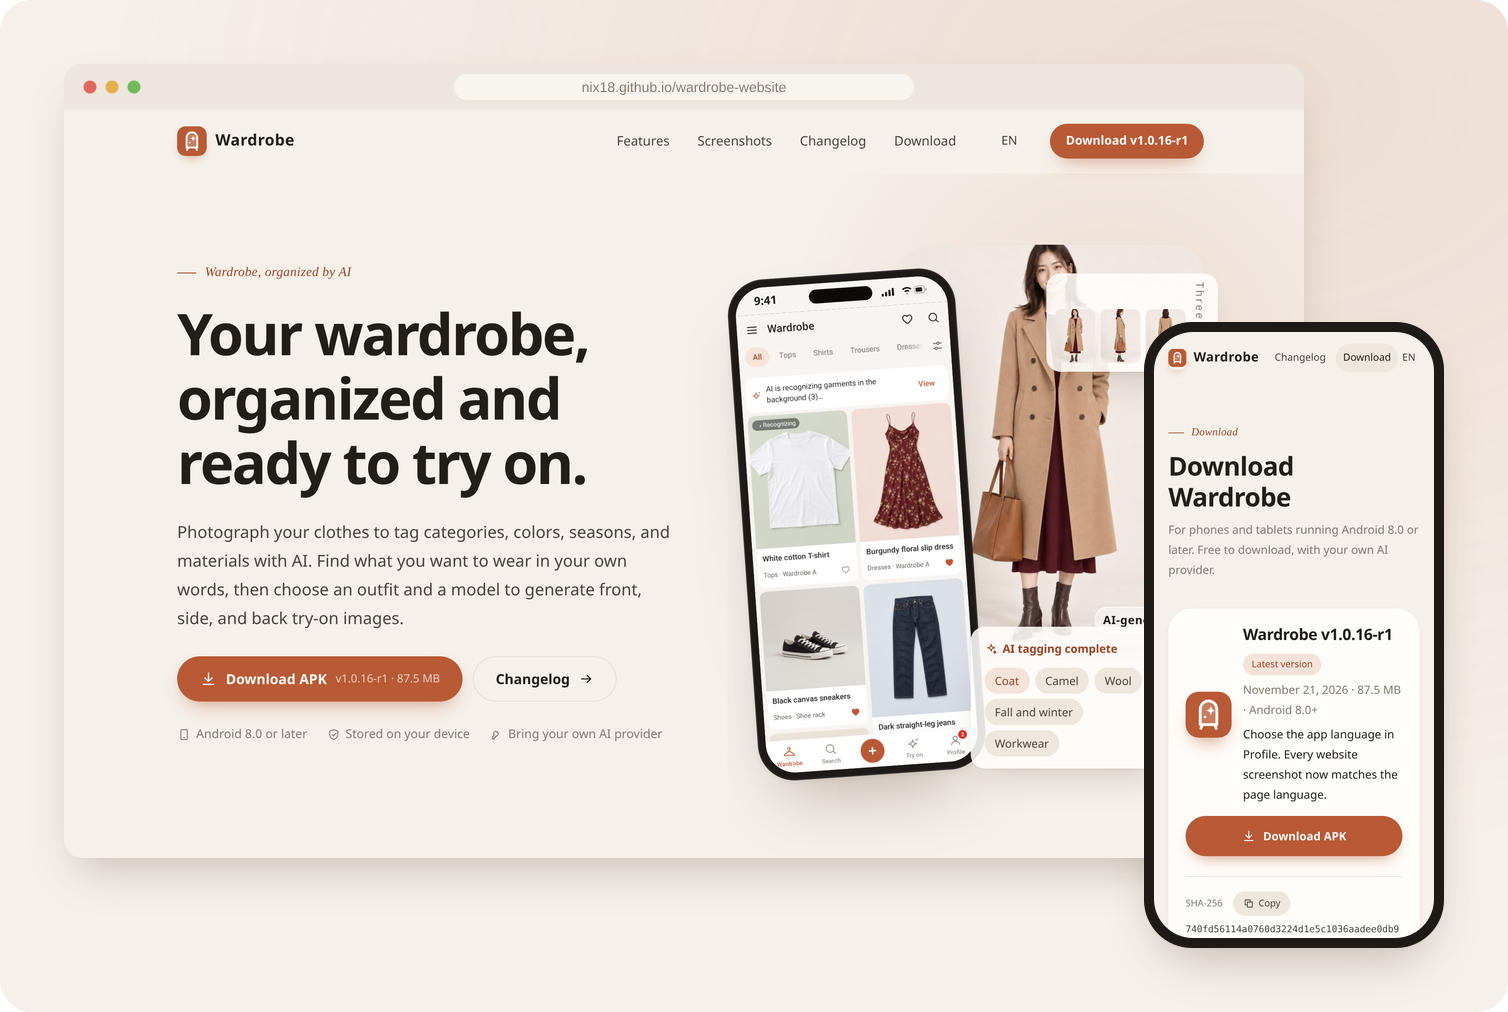 nix18.github.io/wardrobe-website
Wardrobe
Features
Screenshots
Changelog
Download
EN
Download v1.0.16-r1
Wardrobe, organized by AI
Your wardrobe,
organized and
ready to try on.
Photograph your clothes to tag categories, colors, seasons, and
materials with AI. Find what you want to wear in your own
words, then choose an outfit and a model to generate front,
side, and back try-on images.
Download APK v1.0.16-r1 · 87.5 MB
Changelog
Android 8.0 or later
Stored on your device
Bring your own AI provider
9:41
Wardrobe
All
Tops
Shirts
Trousers
Dresses
AI is recognizing garments in the
background (3)...
View
Recognizing
White cotton T-shirt
Tops · Wardrobe A
Burgundy floral slip dress
Dresses · Wardrobe A
Black canvas sneakers
Shoes · Shoe rack
Dark straight-leg jeans
Wardrobe
Search
Try on
2
Profile
Three
AI-gen
AI tagging complete
Coat
Camel
Wool
Fall and winter
Workwear
Wardrobe
Changelog
Download
EN
Download
Download
Wardrobe
For phones and tablets running Android 8.0 or
later. Free to download, with your own AI
provider.
Wardrobe v1.0.16-r1
Latest version
November 21, 2026 · 87.5 MB
· Android 8.0+
Choose the app language in
Profile. Every website
screenshot now matches the
page language.
Download APK
SHA-256
Copy
740fd56114a0760d3224d1e5c1036aadee0db9